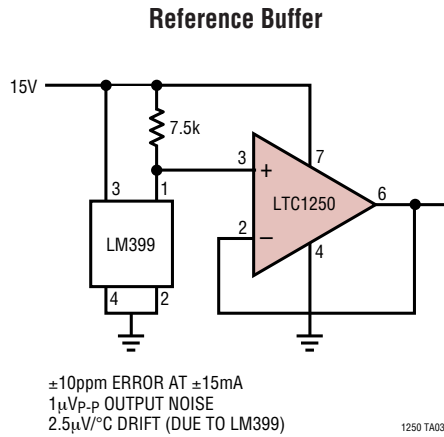 Reference Buffer
15V
7.5k
3
1
3
+
7
LTC1250
6
2
–
4
LM399
4
2
±10ppm ERROR AT ±15mA
1µVP-P OUTPUT NOISE
2.5µV/°C DRIFT (DUE TO LM399)
1250 TA03